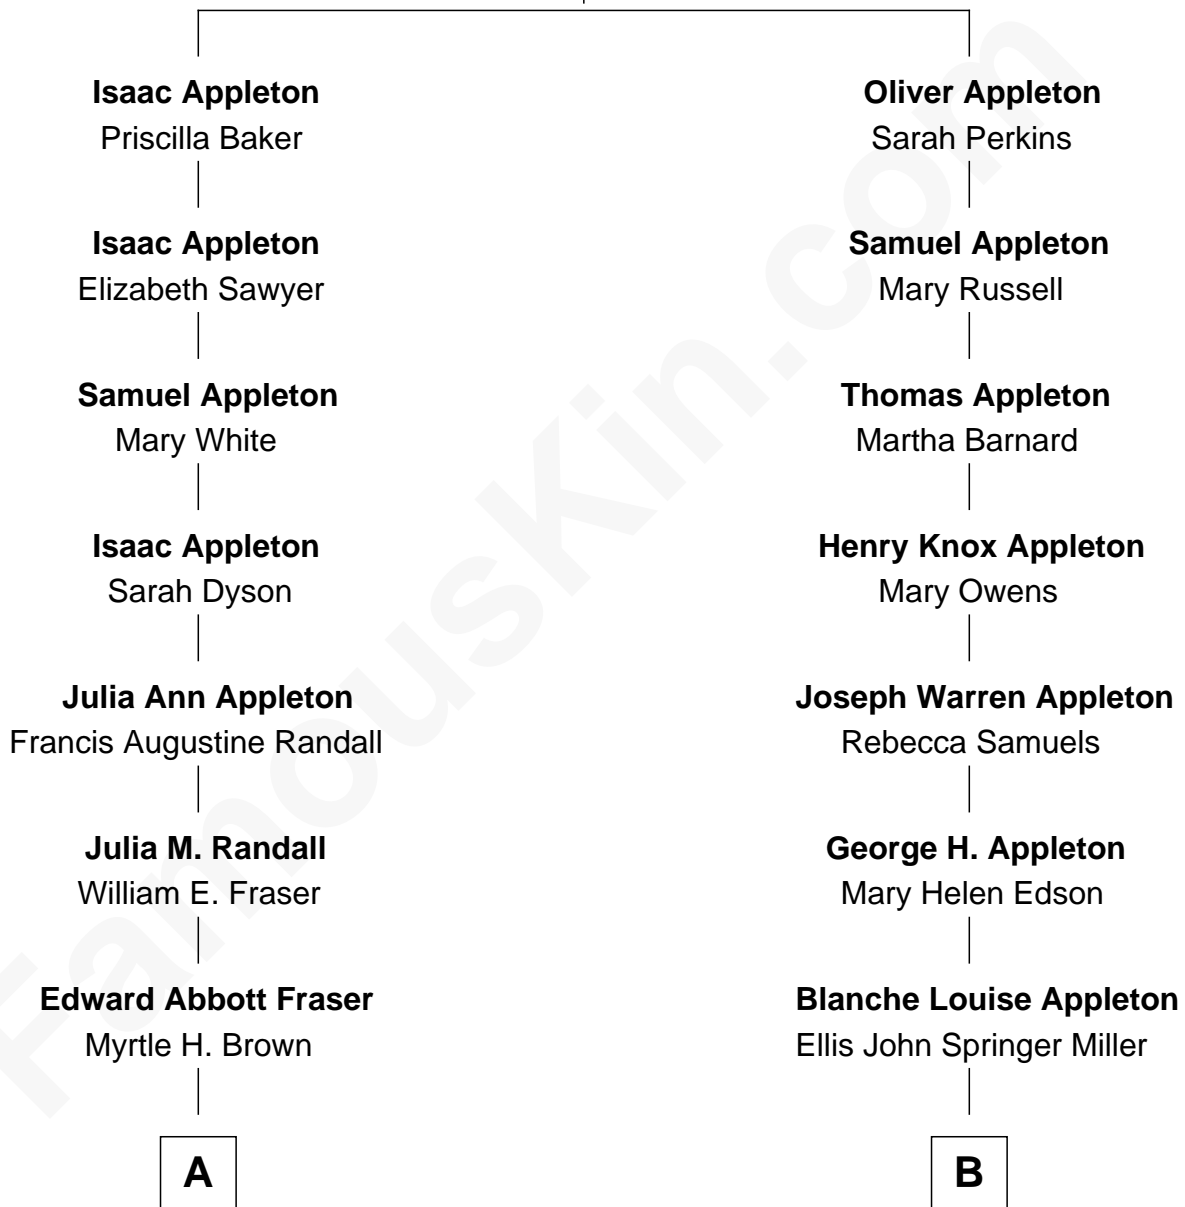 Isaac Appleton
Priscilla Baker
Oliver Appleton
Sarah Perkins
Isaac Appleton
Elizabeth Sawyer
Samuel Appleton
Mary Russell
Samuel Appleton
Mary White
Thomas Appleton
Martha Barnard
Isaac Appleton
Sarah Dyson
Henry Knox Appleton
Mary Owens
Julia Ann Appleton
Francis Augustine Randall
Joseph Warren Appleton
Rebecca Samuels
Julia M. Randall
William E. Fraser
George H. Appleton
Mary Helen Edson
Edward Abbott Fraser
Myrtle H. Brown
Blanche Louise Appleton
Ellis John Springer Miller
A
B
FamousKin.com